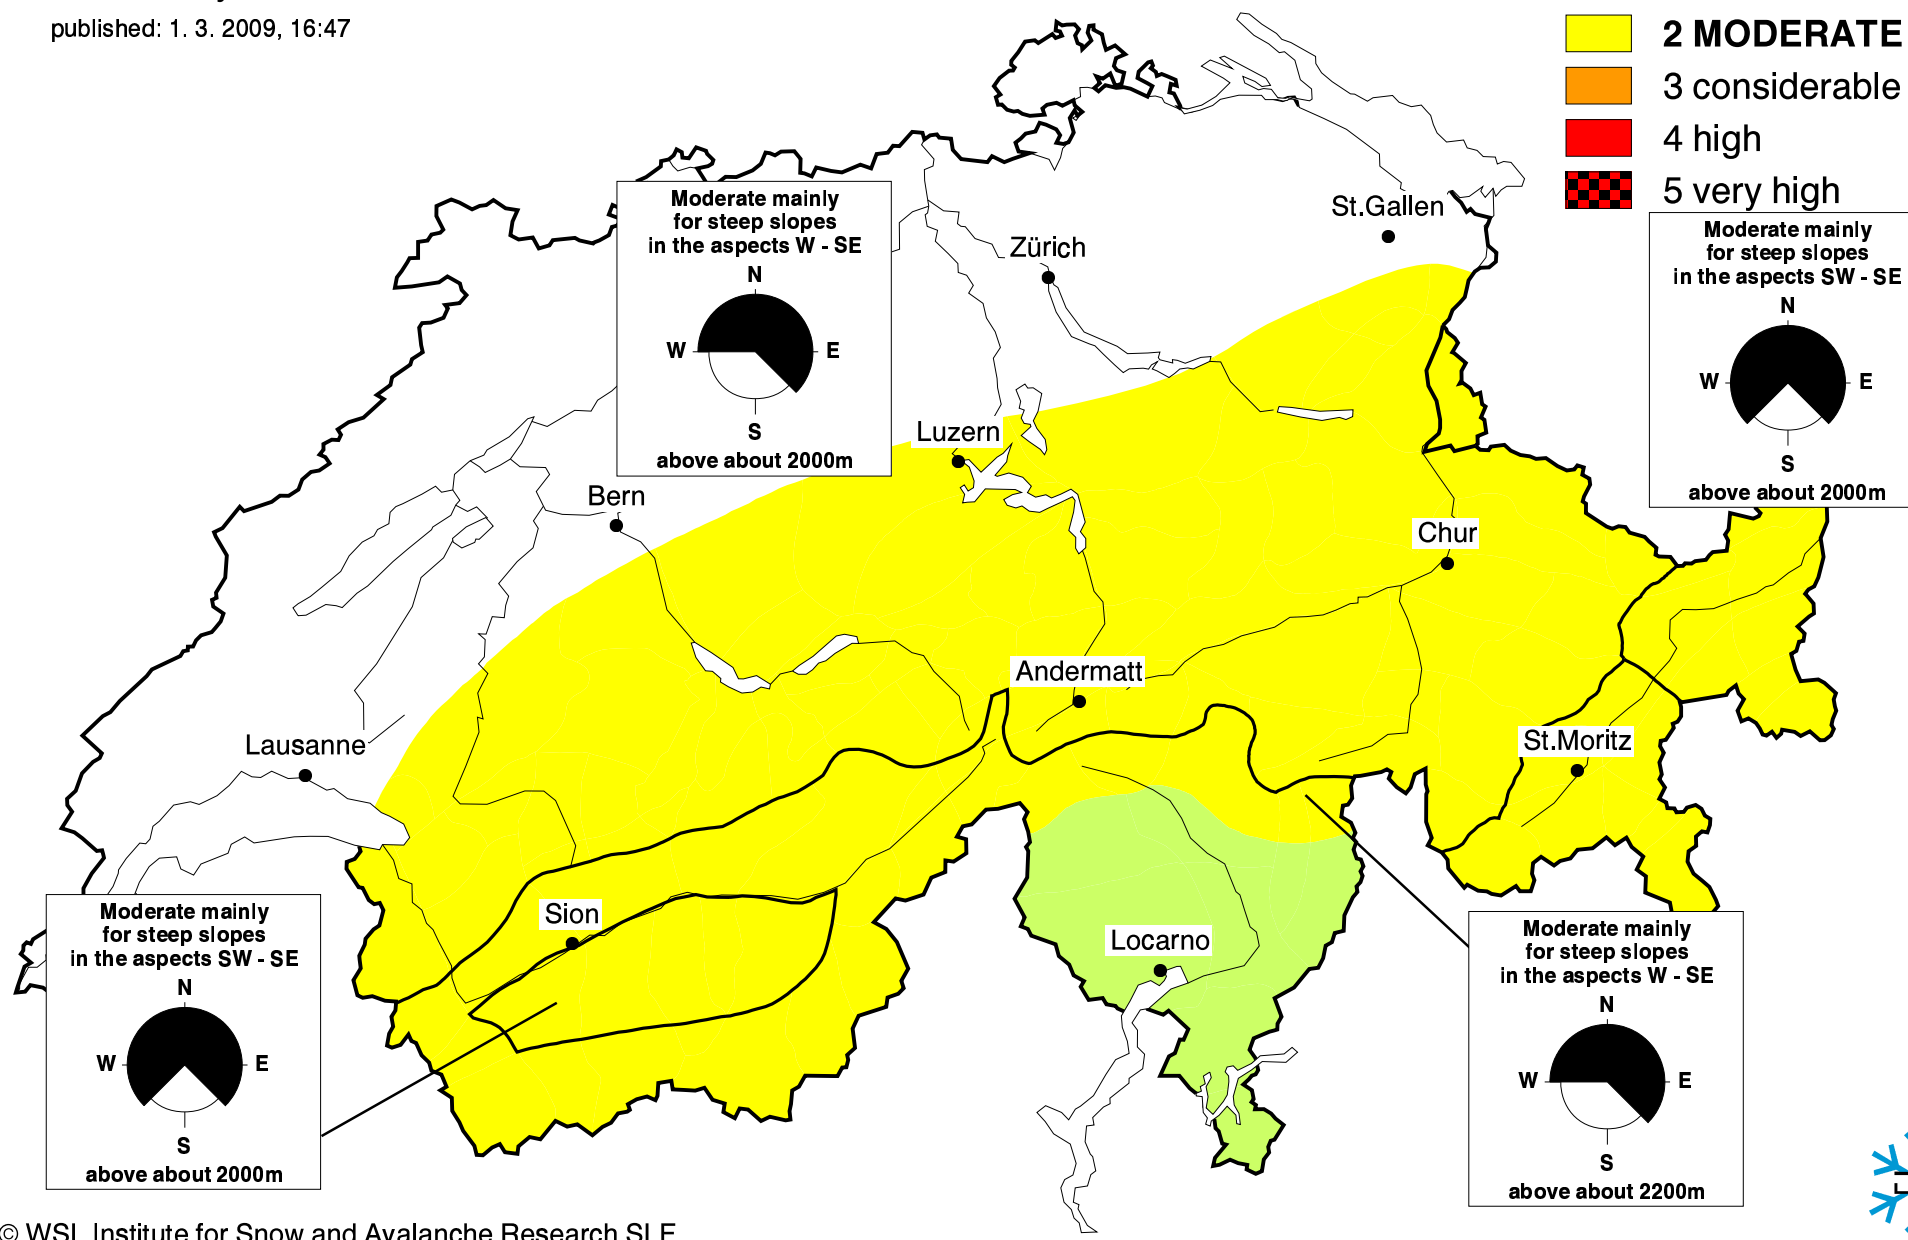 published: 1. 3. 2009, 16:47
2 MODERATE
3 considerable
4 high
5 very high
Moderate mainly
for steep slopes
in the aspects W - SE
N
W
E
S
above about 2000m
Moderate mainly
for steep slopes
in the aspects SW - SE
N
W
E
S
above about 2000m
St.Gallen
Zürich
Luzern
Bern
Chur
Andermatt
Lausanne
St.Moritz
Sion
Locarno
Moderate mainly
for steep slopes
in the aspects SW - SE
N
W
E
S
above about 2000m
Moderate mainly
for steep slopes
in the aspects W - SE
N
W
E
S
above about 2200m
© WSL Institute for Snow and Avalanche Research SLF